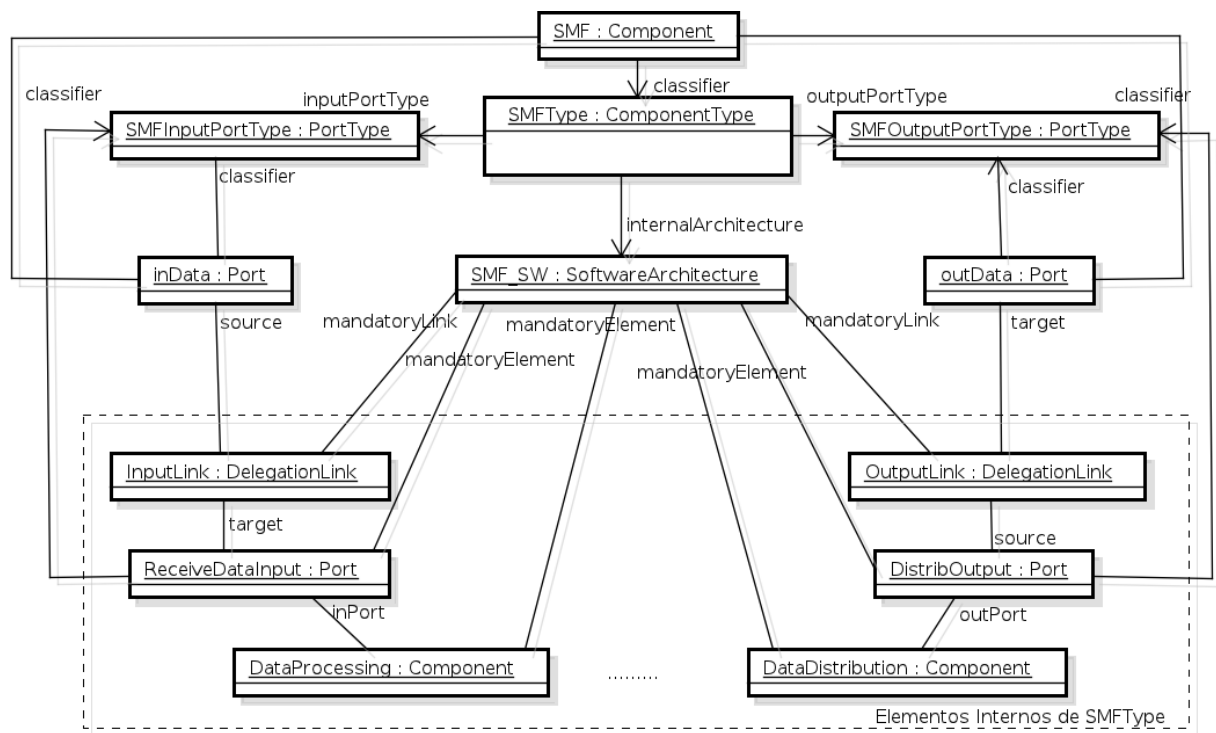 SMF : Component
classifier
classifier
inputPortType
outputPortType
classifier
SMFInputPortType : PortType
SMFType : ComponentType
SMFOutputPortType : PortType
classifier
classifier
internalArchitecture
inData : Port
SMF_SW : SoftwareArchitecture
outData : Port
source
mandatoryLink
mandatoryElement
mandatoryLink
target
mandatoryElement
mandatoryElement
InputLink : DelegationLink
OutputLink : DelegationLink
target
source
ReceiveDataInput : Port
DistribOutput : Port
inPort
outPort
DataProcessing : Component
.........
DataDistribution : Component
Elementos Internos de SMFType